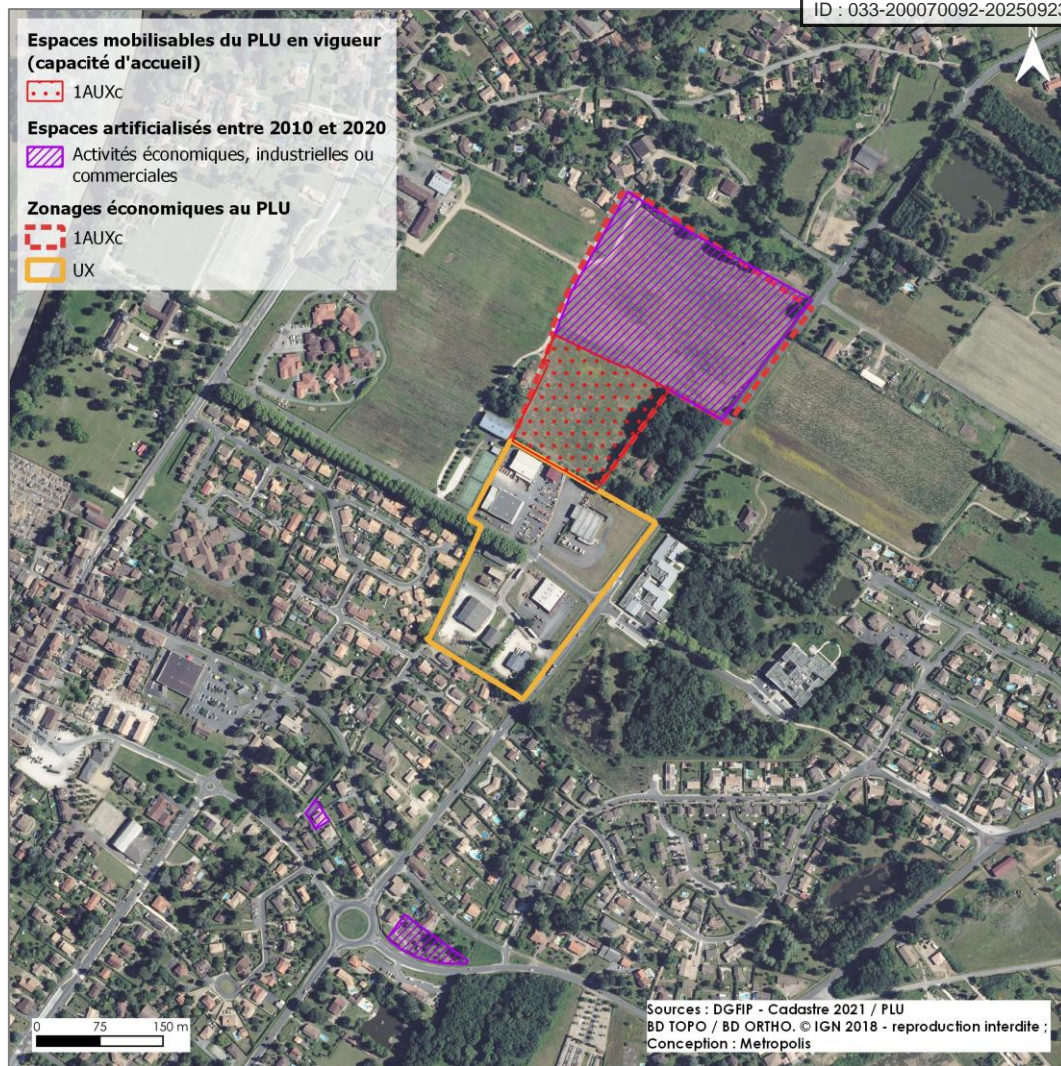 ID : 033-200070092-2025092
N
Espaces mobilisables du PLU en vigueur
(capacité d'accueil)
1AUXc
Espaces artificialisés entre 2010 et 2020
Activités économiques, industrielles ou
commerciales
Zonages économiques au PLU
1AUXc
UX
0 75 150 m
Sources : DGFIP - Cadastre 2021 / PLU
BD TOPO / BD ORTHO. © IGN 2018 - reproduction interdite ;
Conception : Metropolis